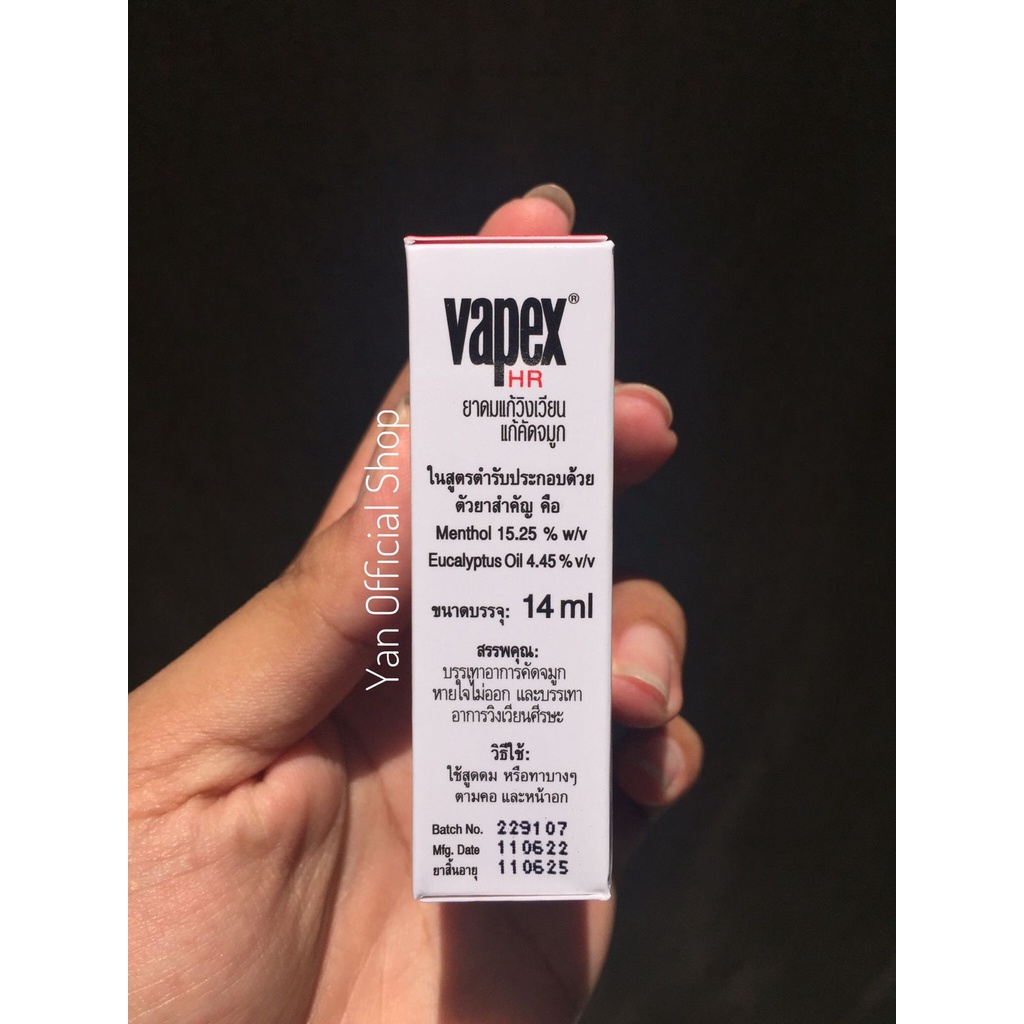 vapex®
HR
ยาดมแก้วิงเวียน
แก้คัดจมูก
ในสูตรตำรับประกอบด้วย
ตัวยาสำคัญ คือ
Menthol 15.25 % w/v
Eucalyptus Oil 4.45 % v/v
ขนาดบรรจุ: 14 ml
สรรพคุณ:
บรรเทาอาการคัดจมูก
หายใจไม่ออก และบรรเทา
อาการวิงเวียนศีรษะ
วิธีใช้:
ใช้สูดดม หรือทาบางๆ
ตามคอ และหน้าอก
Batch No. 229107
Mfg. Date 110622
ยาสิ้นอายุ 110625
Yan Official Shop